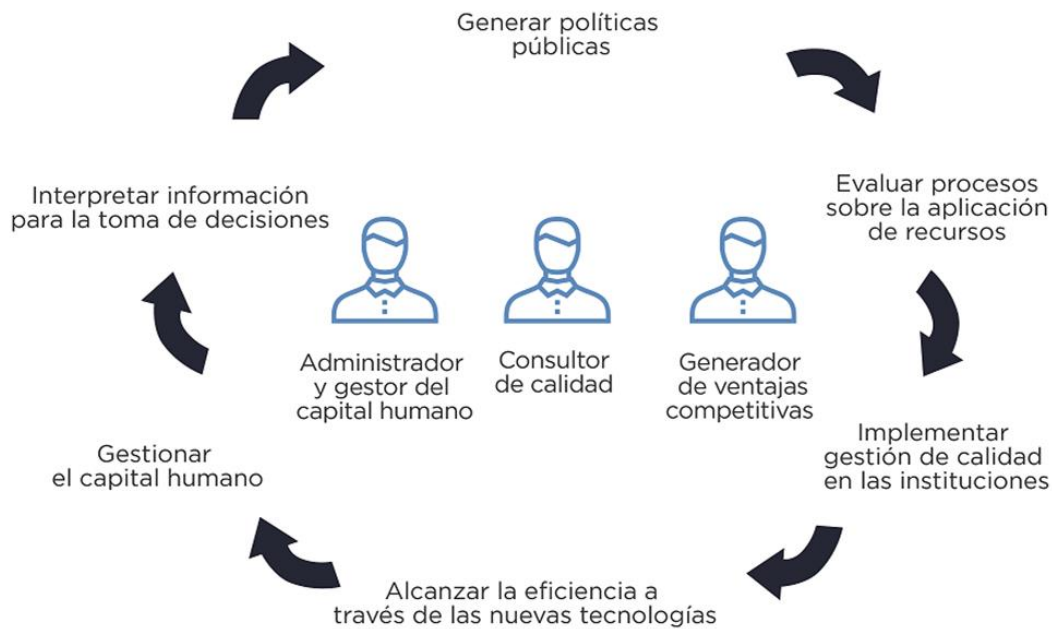 Generar políticas
públicas
Evaluar procesos
sobre la aplicación
de recursos
Implementar
gestión de calidad
en las instituciones
Alcanzar la eficiencia a
través de las nuevas tecnologías
Gestionar
el capital humano
Interpretar información
para la toma de decisiones
Administrador
y gestor del
capital humano
Consultor
de calidad
Generador
de ventajas
competitivas